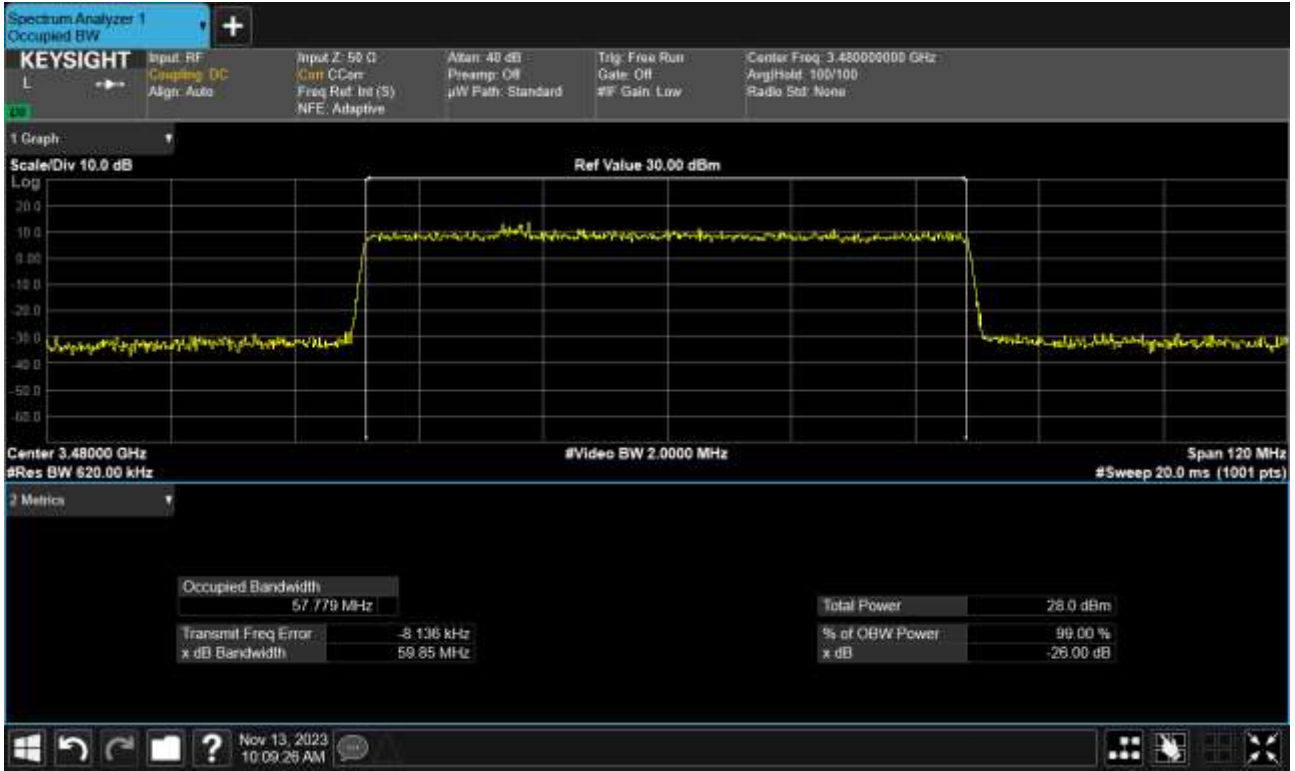 Spectrum Analyzer 1
Occupied BW
KEYSIGHT
L
Input: RF
Coupling: DC
Align: Auto
Input Z: 50 Ω
Corr CCorr
Freq Ref: Int (S)
NFE: Adaptive
Atten: 40 dB
Preamp: Off
µW Path: Standard
Trig: Free Run
Gate: Off
#IF Gain: Low
Center Freq: 3.480000000 GHz
Avg|Hold: 100/100
Radio Std: None
1 Graph
Scale/Div 10.0 dB
Ref Value 30.00 dBm
Log
20.0
10.0
0.00
-10.0
-20.0
-30.0
-40.0
-50.0
-60.0
Center 3.48000 GHz
#Video BW 2.0000 MHz
Span 120 MHz
#Res BW 620.00 kHz
#Sweep 20.0 ms (1001 pts)
2 Metrics
Occupied Bandwidth
57.779 MHz
Total Power 28.0 dBm
Transmit Freq Error -8.136 kHz
% of OBW Power 99.00 %
x dB Bandwidth 59.85 MHz
x dB -26.00 dB
?
Nov 13, 2023
10:09:26 AM